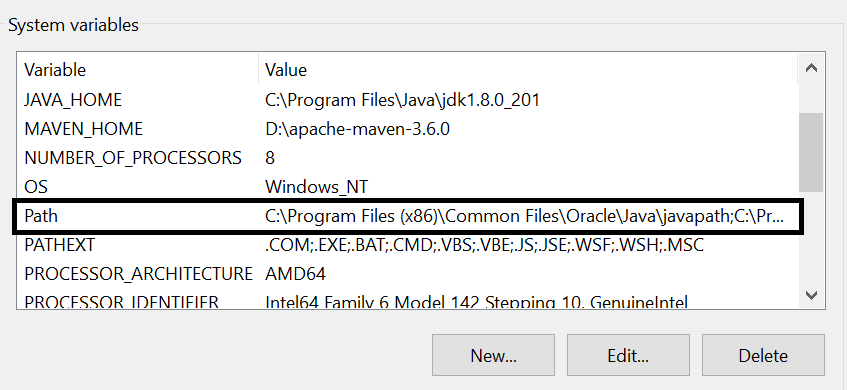 System variables
Variable Value
JAVA_HOME C:\Program Files\Java\jdk1.8.0_201
MAVEN_HOME D:\apache-maven-3.6.0
NUMBER_OF_PROCESSORS 8
OS Windows_NT
Path C:\Program Files (x86)\Common Files\Oracle\Java\javapath;C:\Pr...
PATHEXT .COM;.EXE;.BAT;.CMD;.VBS;.VBE;.JS;.JSE;.WSF;.WSH;.MSC
PROCESSOR_ARCHITECTURE AMD64
PROCESSOR_IDENTIFIER Intel64 Family 6 Model 142 Stepping 10, GenuineIntel
New... Edit... Delete